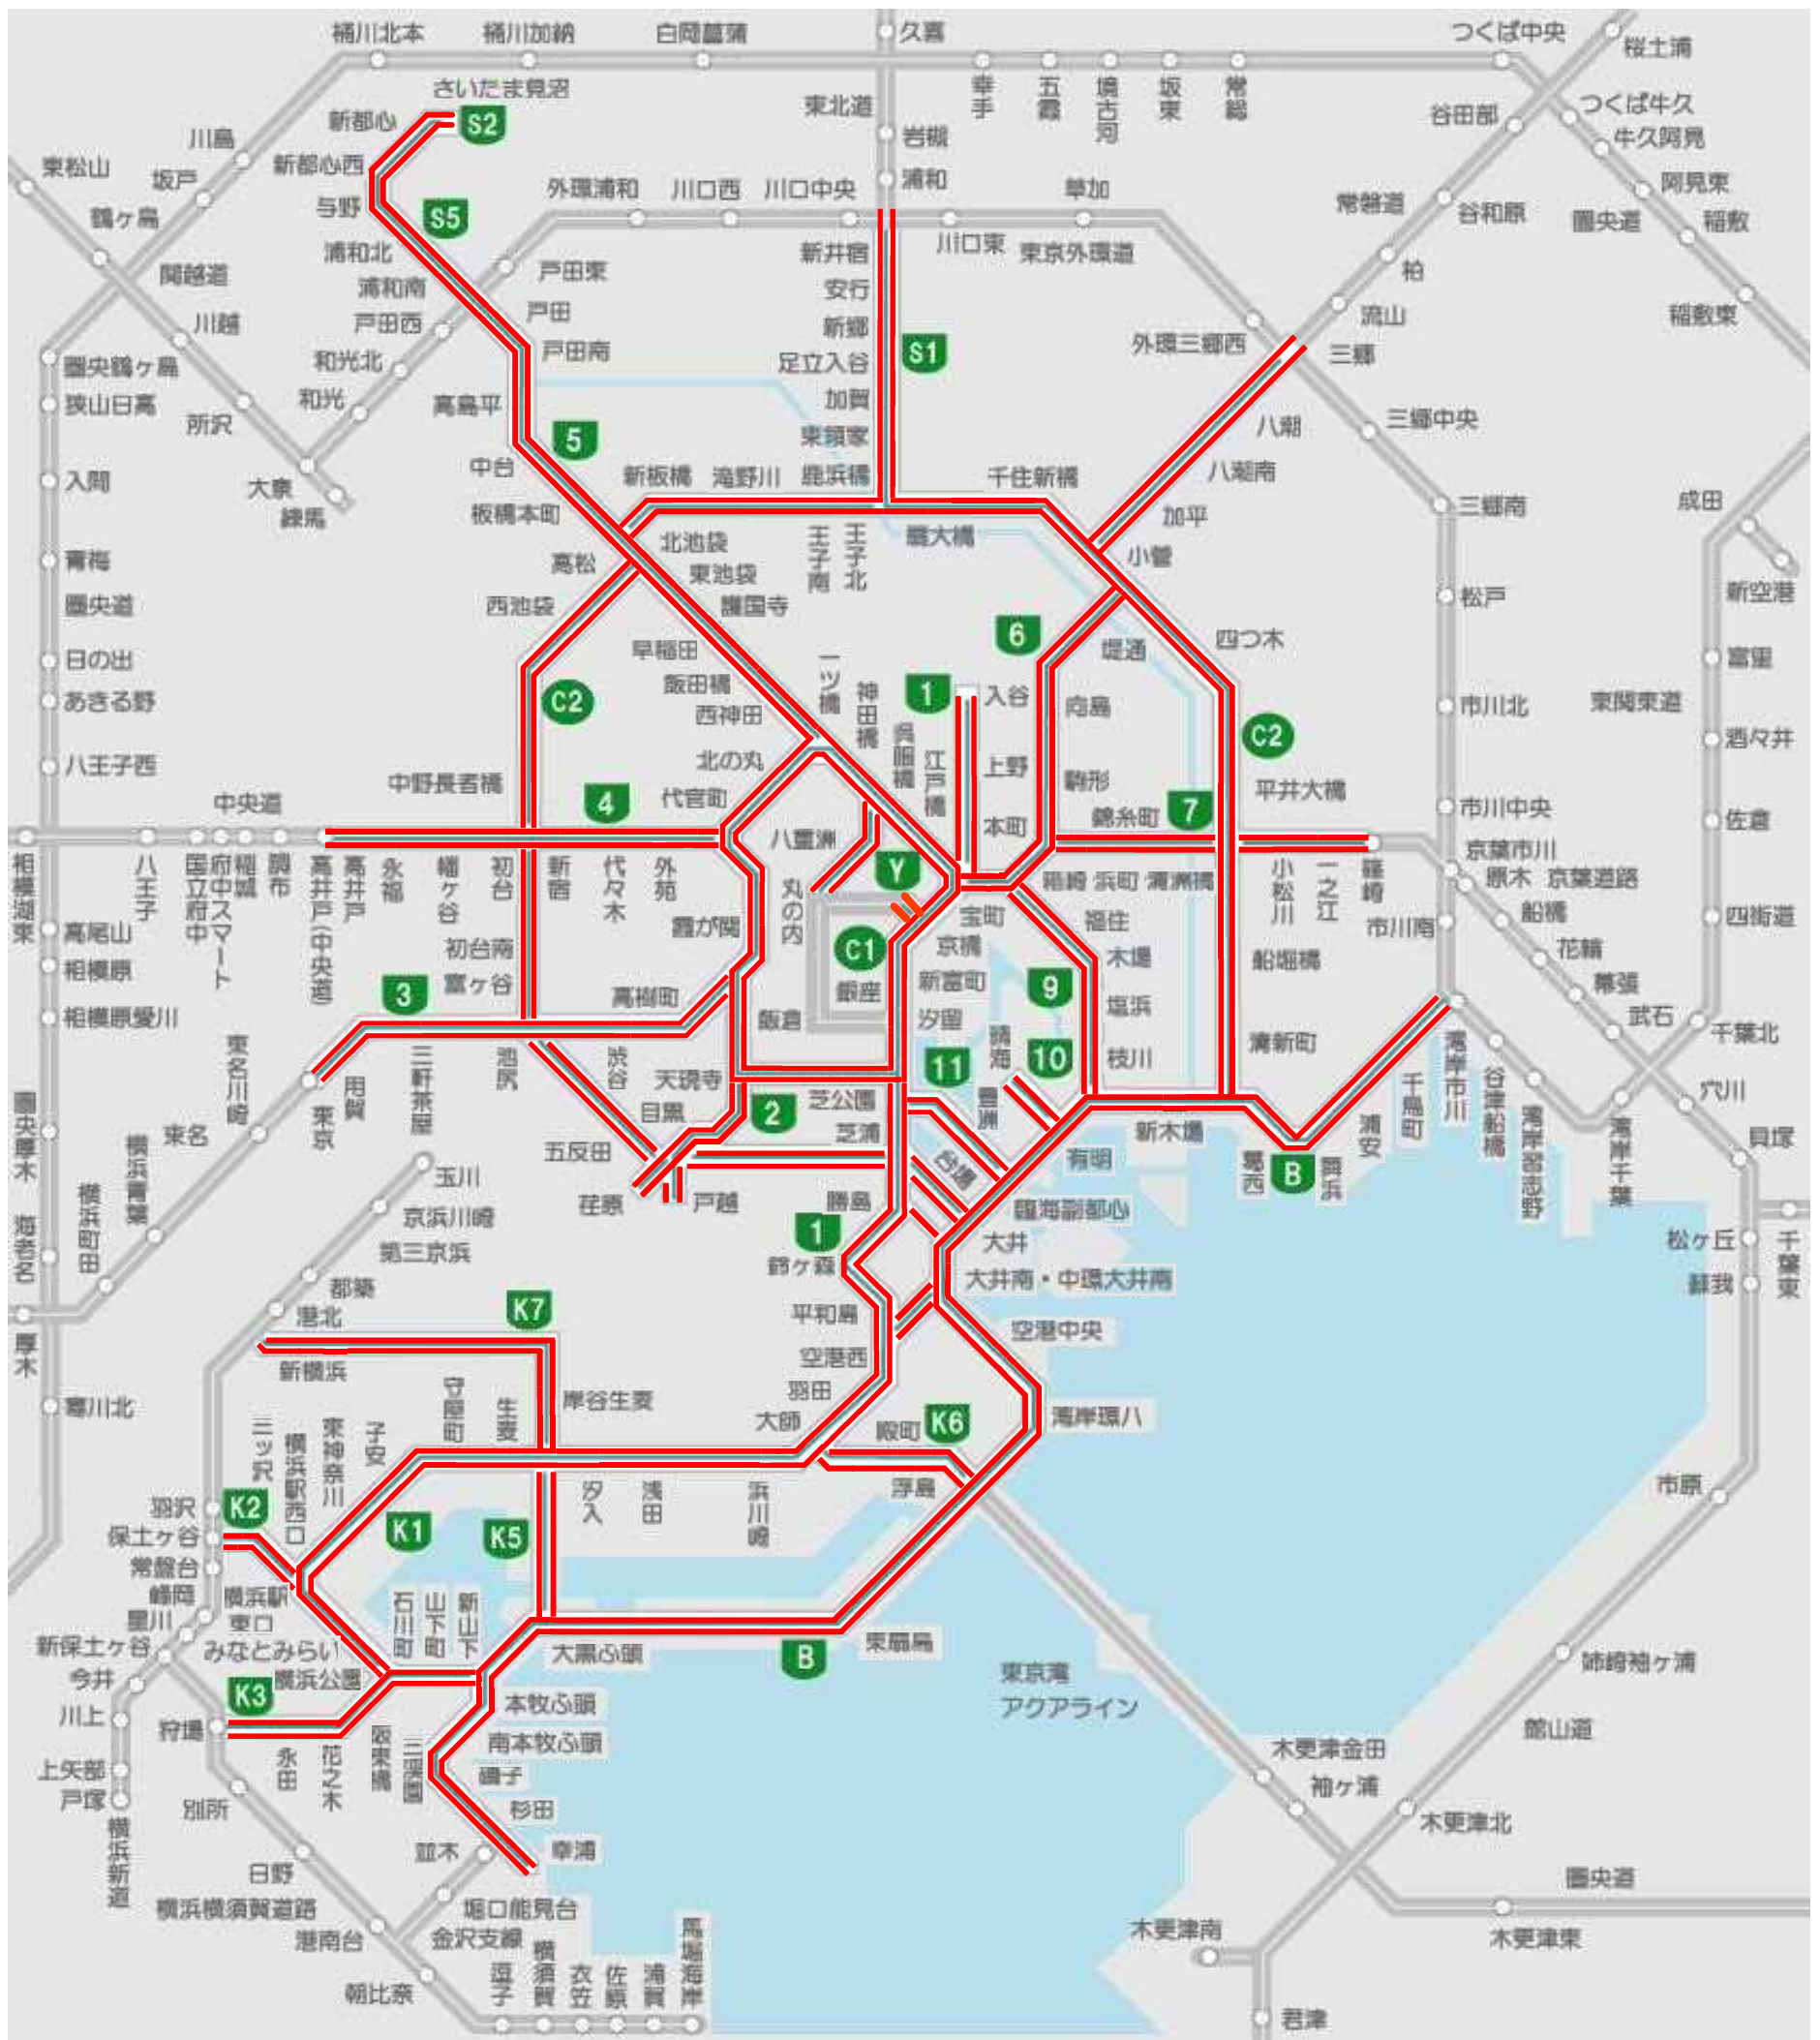 桶川北本
桶川加納
白岡菖蒲
久喜
つくば中央
桜土浦
さいたま見沼
S2
新都心
東北道
幸手
五霞
境古河
坂東
常総
谷田部
つくば牛久
牛久阿見
川島
岩槻
東松山
坂戸
新都心西
与野
S5
外環浦和
川口西
川口中央
浦和
草加
常磐道
谷和原
阿見東
圏央道
稲敷
鶴ヶ島
浦和北
新井宿
川口東
東京外環道
関越道
浦和南
戸田東
安行
柏
稲敷東
川越
戸田西
戸田
新郷
流山
圏央鶴ヶ島
和光北
戸田南
足立入谷
S1
外環三郷西
三郷
狭山日高
和光
高島平
加賀
所沢
東領家
八潮
三郷中央
5
入間
大泉
練馬
中台
新板橋
滝野川
鹿浜橋
千住新橋
八潮南
成田
三郷南
板橋本町
加平
青梅
高松
北池袋
王子南
王子北
扇大橋
小菅
圏央道
西池袋
東池袋
護国寺
松戸
新空港
日の出
早稲田
6
堤通
四つ木
富里
あきる野
C2
飯田橋
西神田
一ツ橋
神田橋
呉服橋
江戸橋
1
入谷
向島
C2
市川北
東関東道
酒々井
八王子西
中野長者橋
北の丸
上野
駒形
平井大橋
中央道
4
代官町
八重洲
本町
錦糸町
7
市川中央
佐倉
相模湖東
八王子
国立府中
府中スマート
稲城
調布
高井戸(中央道)
高井戸
永福
幡ヶ谷
初台
新宿
代々木
外苑
Y
箱崎
浜町
清洲橋
小松川
一之江
篠崎
京葉市川
原木
京葉道路
高尾山
初台南
霞が関
丸の内
C1
宝町
福住
市川南
船橋
四街道
相模原
富ヶ谷
京橋
木場
船堀橋
花輪
相模原愛川
3
高樹町
銀座
新富町
9
塩浜
幕張
東名川崎
飯倉
汐留
晴海
武石
千葉北
用賀
三軒茶屋
池尻
渋谷
天現寺
11
10
枝川
清新町
湾岸市川
谷津船橋
穴川
圏央厚木
東名
東京
目黒
2
芝公園
豊洲
千鳥町
浦安
湾岸習志野
湾岸千葉
貝塚
横浜町田
横浜青葉
五反田
芝浦
新木場
玉川
台場
有明
葛西
B
舞浜
海老名
京浜川崎
荏原
戸越
勝島
臨海副都心
第三京浜
1
大井
松ヶ丘
千葉東
鈴ヶ森
大井南・中環大井南
蘇我
都筑
港北
K7
平和島
空港中央
厚木
新横浜
空港西
寒川北
三ッ沢
横浜駅西口
東神奈川
子安
守屋町
生麦
岸谷生麦
羽田
大師
殿町
K6
湾岸環八
羽沢
K2
汐入
浅田
浜川崎
浮島
市原
保土ヶ谷
K1
K5
常盤台
峰岡
横浜駅
東口
石川町
山下町
新山下
星川
新保土ヶ谷
みなとみらい
大黒ふ頭
B
東扇島
姉崎袖ヶ浦
今井
横浜公園
東京湾
アクアライン
川上
K3
狩場
本牧ふ頭
館山道
永田
花之木
阪東橋
三渓園
南本牧ふ頭
木更津金田
上矢部
磯子
袖ヶ浦
戸塚
別所
杉田
木更津北
横浜新道
並木
幸浦
日野
圏央道
横浜横須賀道路
堀口能見台
港南台
金沢支線
木更津南
木更津東
朝比奈
逗子
横須賀
衣笠
佐原
浦賀
馬堀海岸
君津